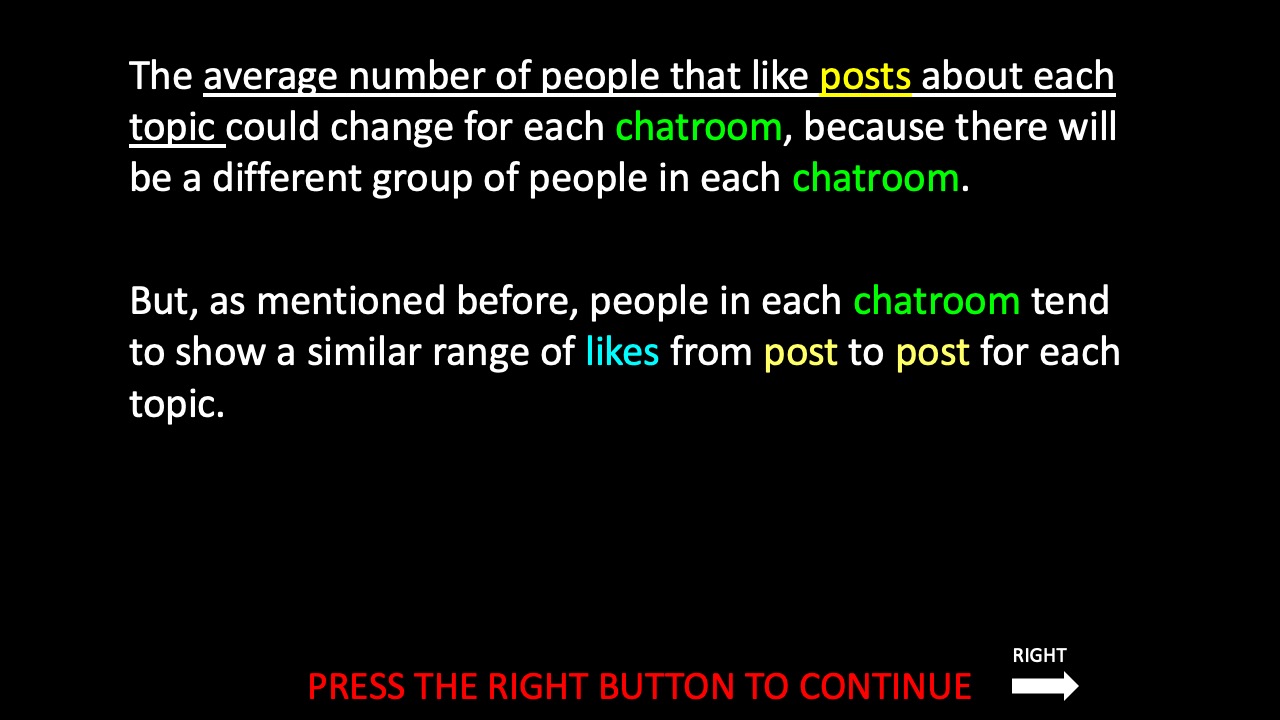 The average number of people that like posts about each
topic could change for each chatroom, because there will
be a different group of people in each chatroom.
But, as mentioned before, people in each chatroom tend
to show a similar range of likes from post to post for each
topic.
RIGHT
PRESS THE RIGHT BUTTON TO CONTINUE